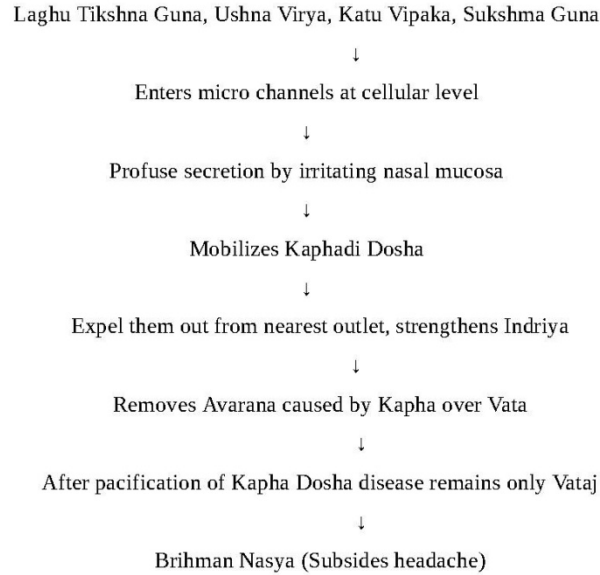 Laghu Tikshna Guna, Ushna Virya, Katu Vipaka, Sukshma Guna
↓
Enters micro channels at cellular level
↓
Profuse secretion by irritating nasal mucosa
↓
Mobilizes Kaphadi Dosha
↓
Expel them out from nearest outlet, strengthens Indriya
↓
Removes Avarana caused by Kapha over Vata
↓
After pacification of Kapha Dosha disease remains only Vataj
↓
Brihman Nasya (Subsides headache)